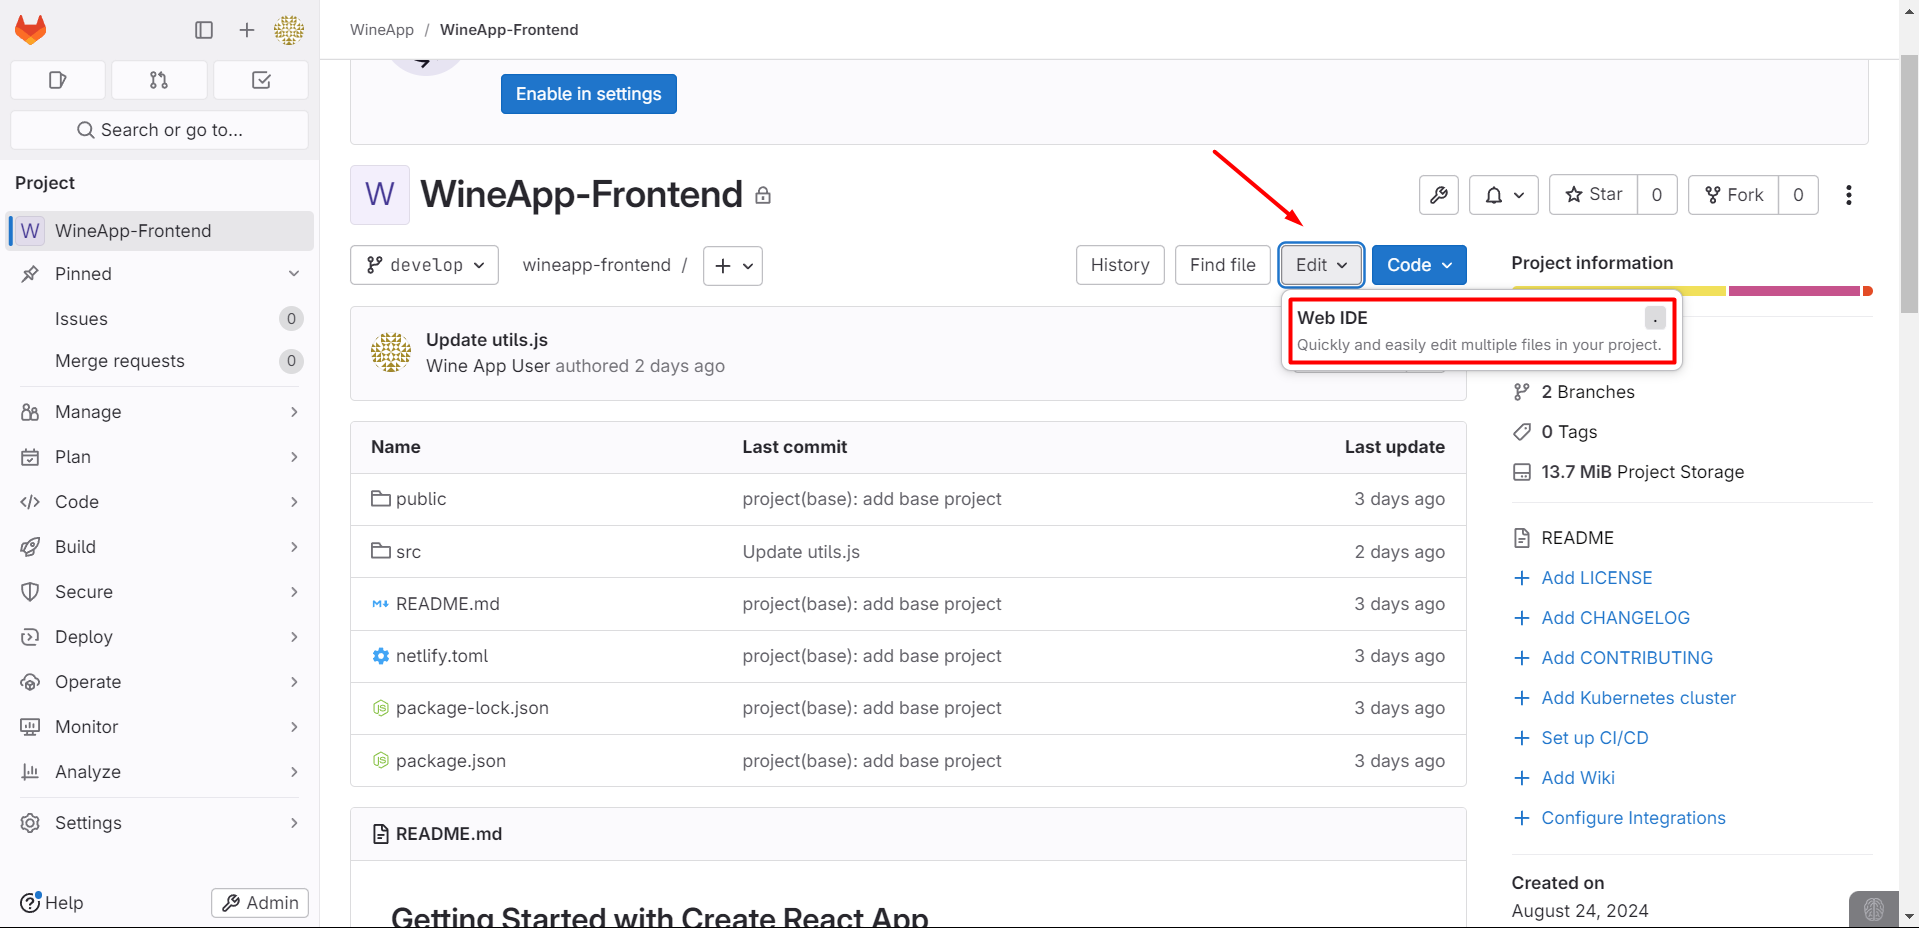 WineApp / WineApp-Frontend
Search or go to...
Project
W WineApp-Frontend
Pinned
Issues 0
Merge requests 0
Manage
Plan
Code
Build
Secure
Deploy
Operate
Monitor
Analyze
Settings
Help
Admin
Enable in settings
W WineApp-Frontend
Star 0
Fork 0
develop
wineapp-frontend /
History
Find file
Edit
Code
Web IDE .
Quickly and easily edit multiple files in your project.
Update utils.js
Wine App User authored 2 days ago
Name Last commit Last update
public project(base): add base project 3 days ago
src Update utils.js 2 days ago
README.md project(base): add base project 3 days ago
netlify.toml project(base): add base project 3 days ago
package-lock.json project(base): add base project 3 days ago
package.json project(base): add base project 3 days ago
README.md
Getting Started with Create React App
Project information
2 Branches
0 Tags
13.7 MiB Project Storage
README
Add LICENSE
Add CHANGELOG
Add CONTRIBUTING
Add Kubernetes cluster
Set up CI/CD
Add Wiki
Configure Integrations
Created on
August 24, 2024